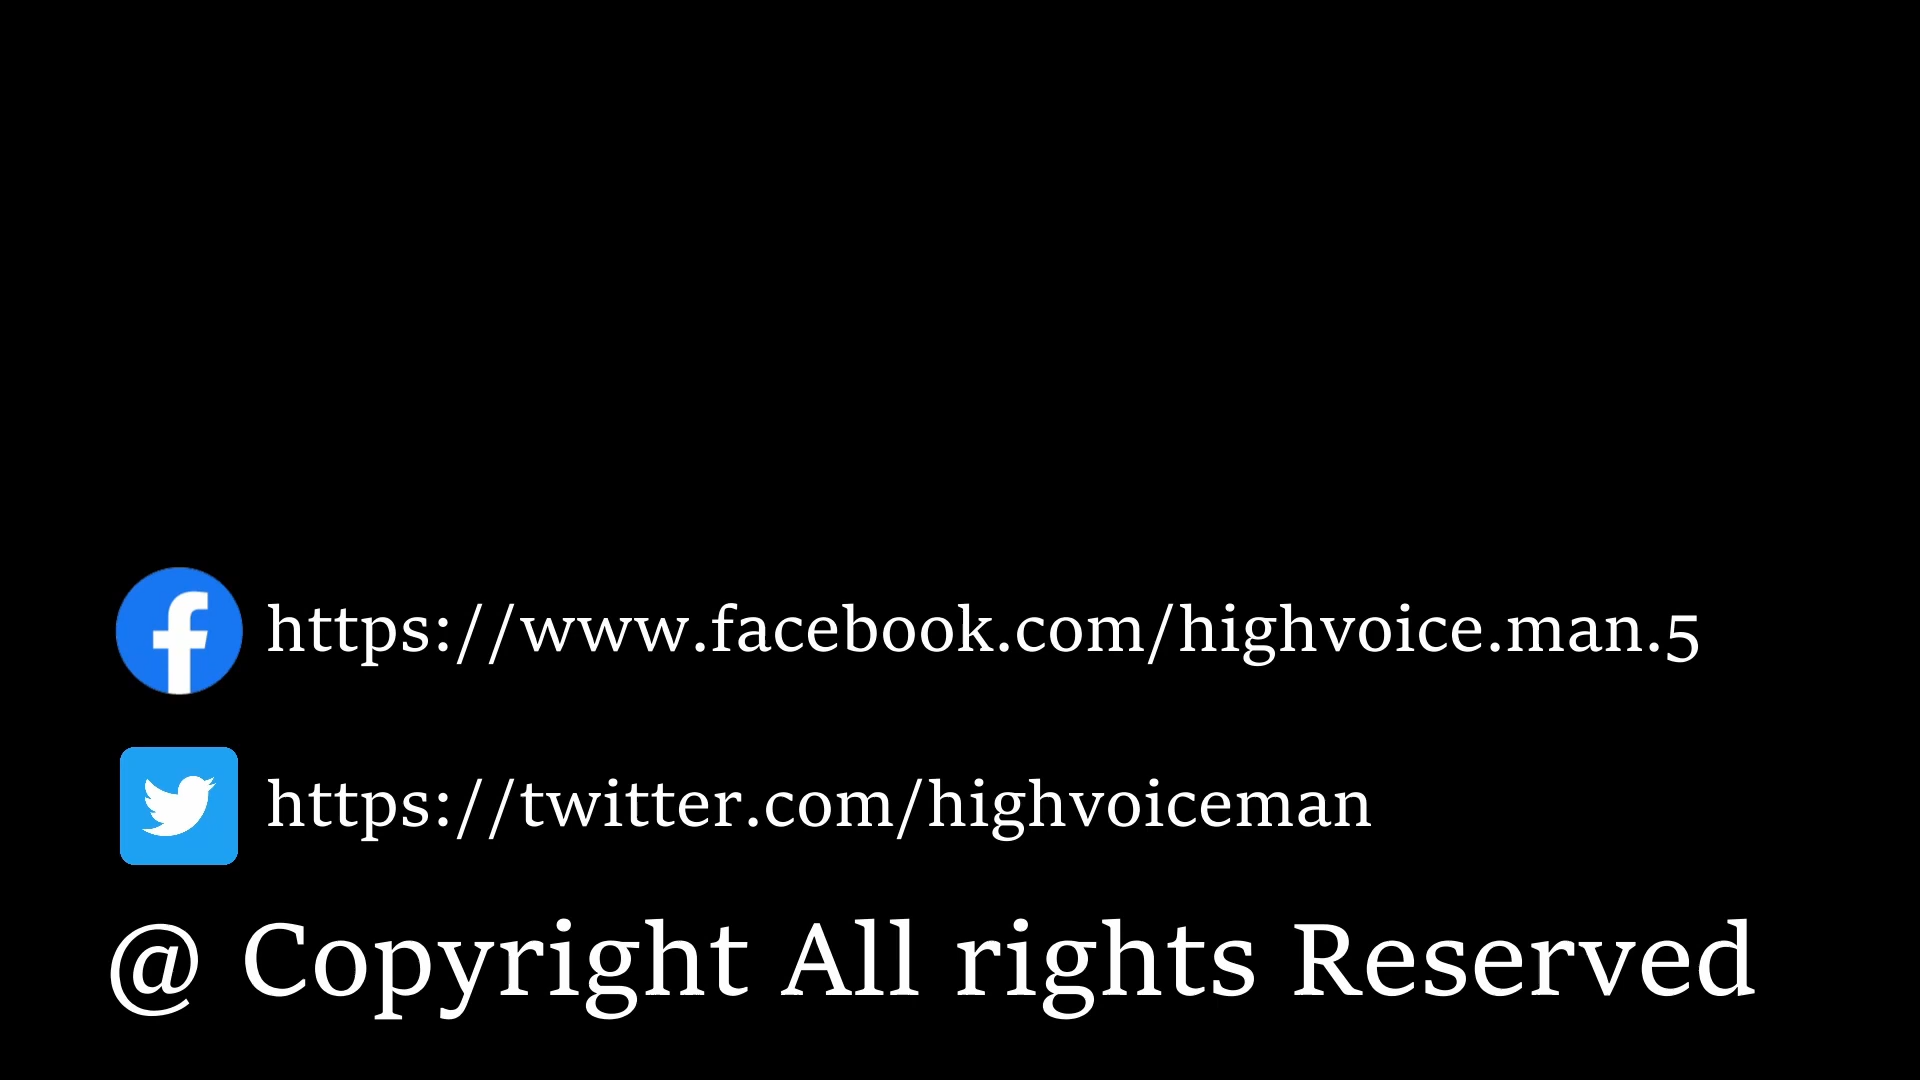 https://www.facebook.com/highvoice.man.5
https://twitter.com/highvoiceman
@ Copyright All rights Reserved